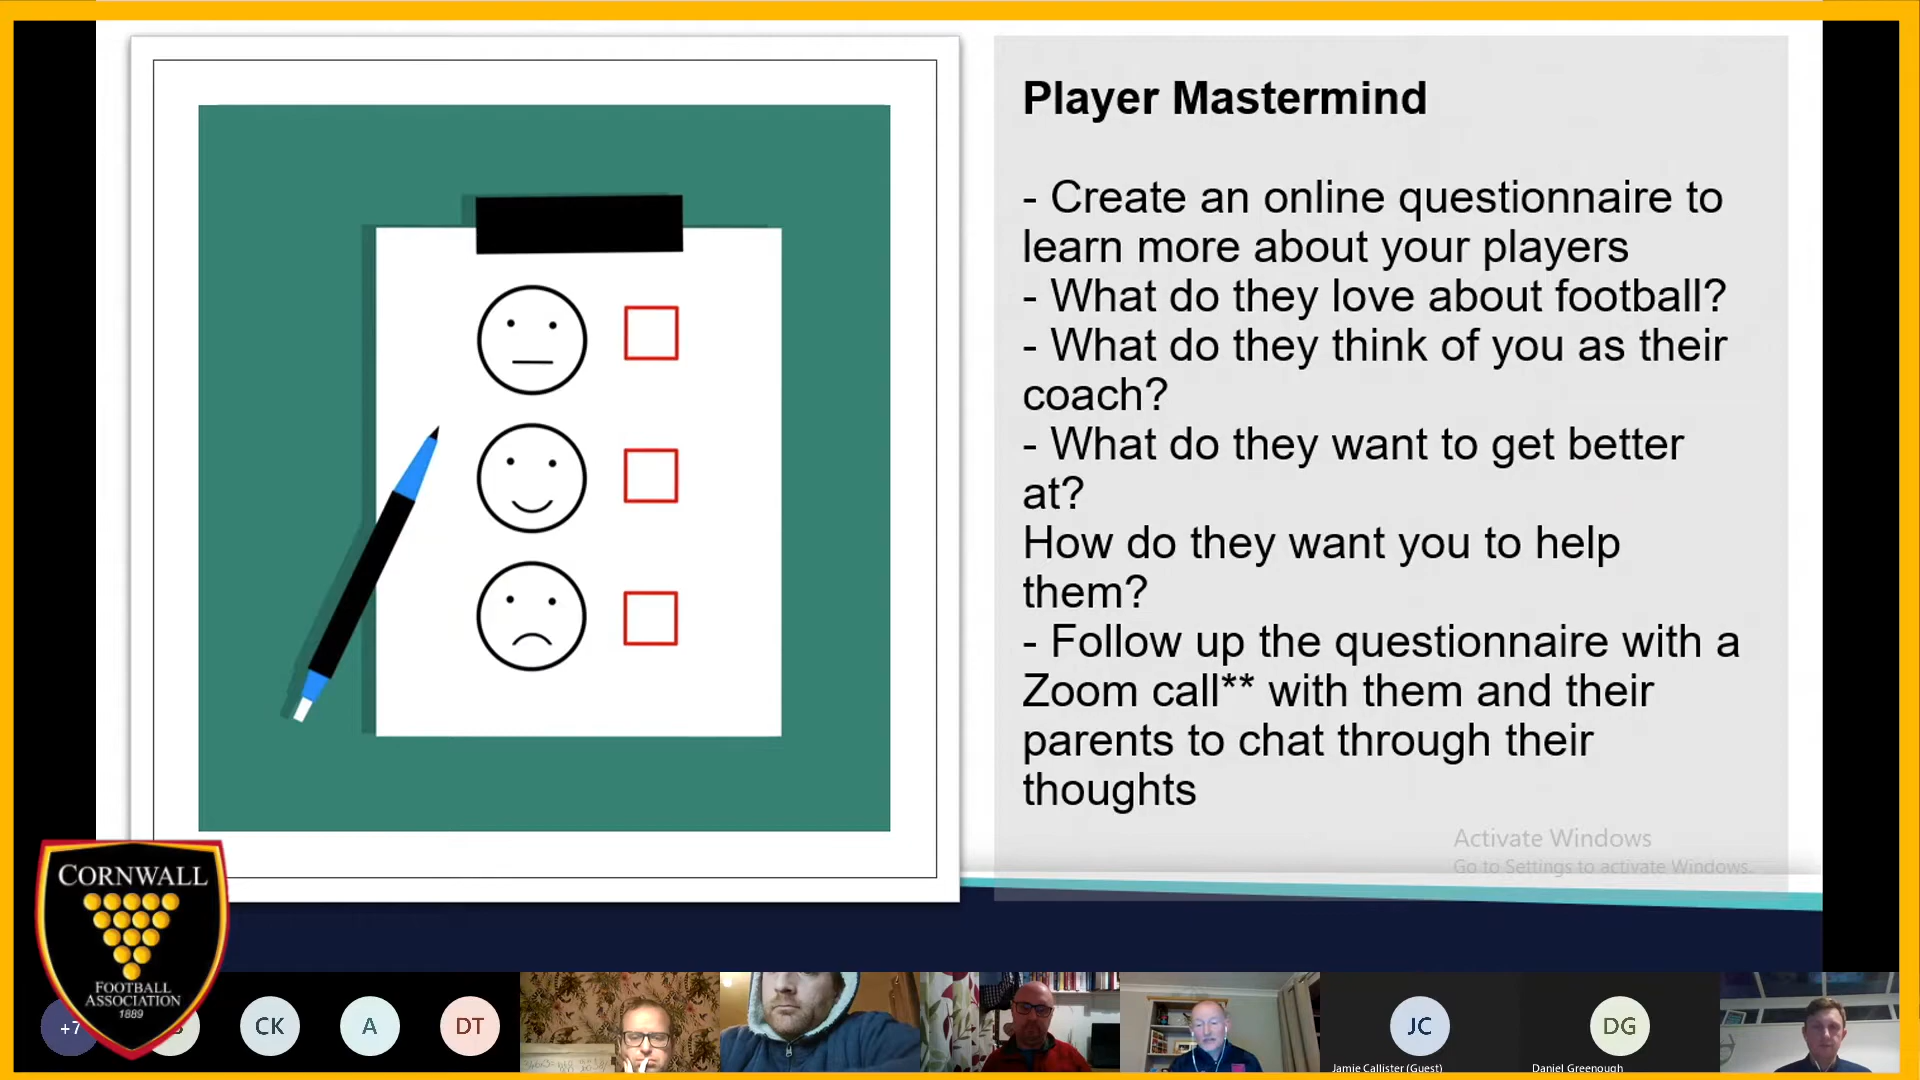 Player Mastermind
- Create an online questionnaire to
learn more about your players
- What do they love about football?
- What do they think of you as their
coach?
- What do they want to get better
at?
How do they want you to help
them?
- Follow up the questionnaire with a
Zoom call** with them and their
parents to chat through their
thoughts
Activate Windows
Go to Settings to activate Windows.
CORNWALL
FOOTBALL
ASSOCIATION
1889
+7
CK
A
DT
JC
DG
Jamie Callister (Guest)
Daniel Greenough